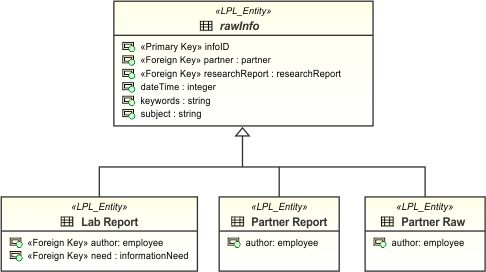 «LPL_Entity»
rawInfo
«Primary Key» infoID
«Foreign Key» partner : partner
«Foreign Key» researchReport : researchReport
dateTime : integer
keywords : string
subject : string
«LPL_Entity»
Lab Report
«Foreign Key» author: employee
«Foreign Key» need : informationNeed
«LPL_Entity»
Partner Report
author: employee
«LPL_Entity»
Partner Raw
author: employee